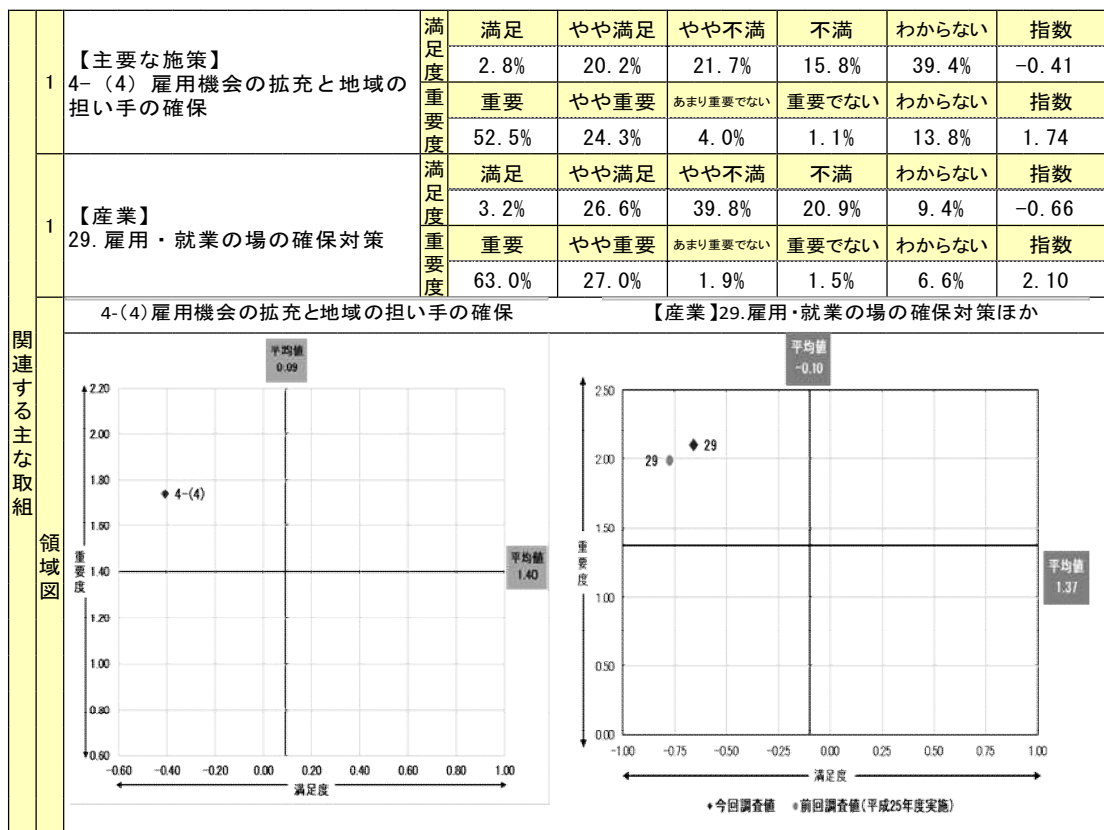 関連する主な取組
1
【主要な施策】
4-（4）雇用機会の拡充と地域の
担い手の確保
満足度
満足 やや満足 やや不満 不満 わからない 指数
2.8% 20.2% 21.7% 15.8% 39.4% -0.41
重要度
重要 やや重要 あまり重要でない 重要でない わからない 指数
52.5% 24.3% 4.0% 1.1% 13.8% 1.74
1
【産業】
29.雇用・就業の場の確保対策
満足度
満足 やや満足 やや不満 不満 わからない 指数
3.2% 26.6% 39.8% 20.9% 9.4% -0.66
重要度
重要 やや重要 あまり重要でない 重要でない わからない 指数
63.0% 27.0% 1.9% 1.5% 6.6% 2.10
領域図
4-(4)雇用機会の拡充と地域の担い手の確保
平均値
0.09
2.20
2.00
1.80
1.60
1.40
1.20
1.00
0.80
0.60
重要度
4-(4)
平均値
1.40
-0.60 -0.40 -0.20 0.00 0.20 0.40 0.60 0.80 1.00
満足度
【産業】29.雇用・就業の場の確保対策ほか
平均値
-0.10
2.50
2.00
1.50
1.00
0.50
0.00
重要度
29
29
平均値
1.37
-1.00 -0.75 -0.50 -0.25 0.00 0.25 0.50 0.75 1.00
満足度
今回調査値 前回調査値(平成25年度実施)